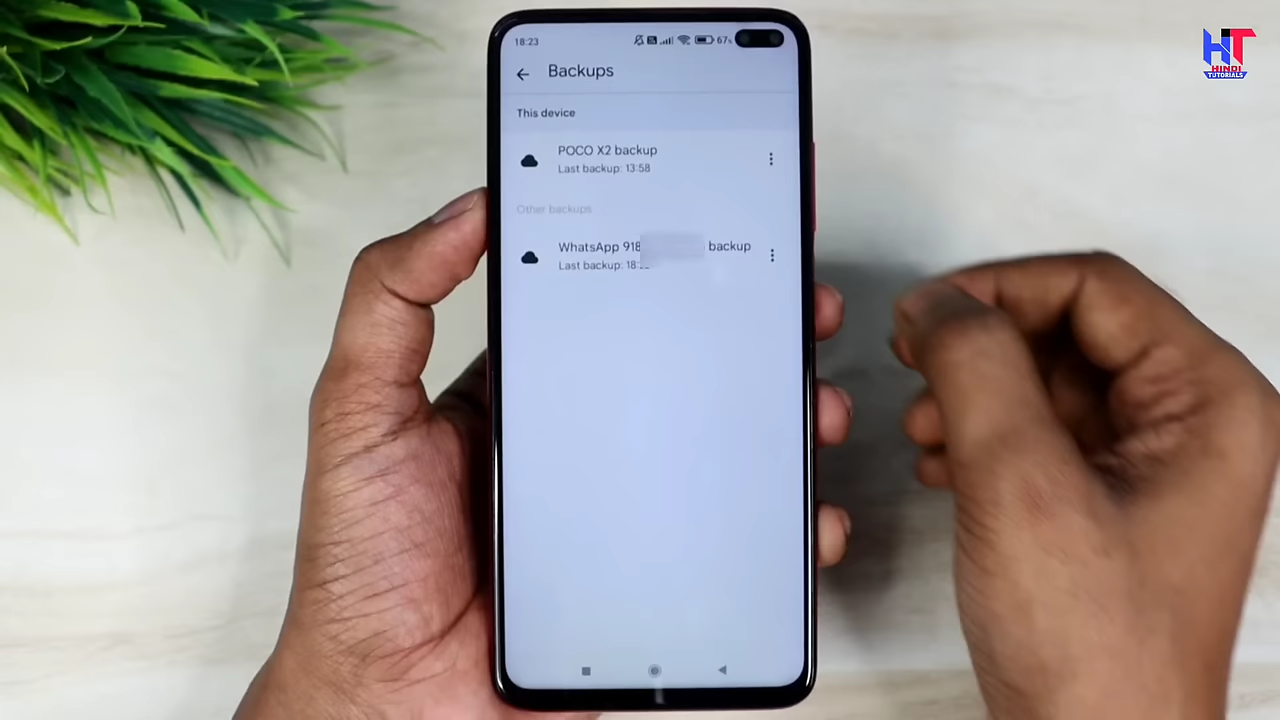 18:23
67%
Backups
This device
POCO X2 backup
Last backup: 13:58
Other backups
WhatsApp 918 backup
Last backup: 18:
HT
HINDI
TUTORIALS